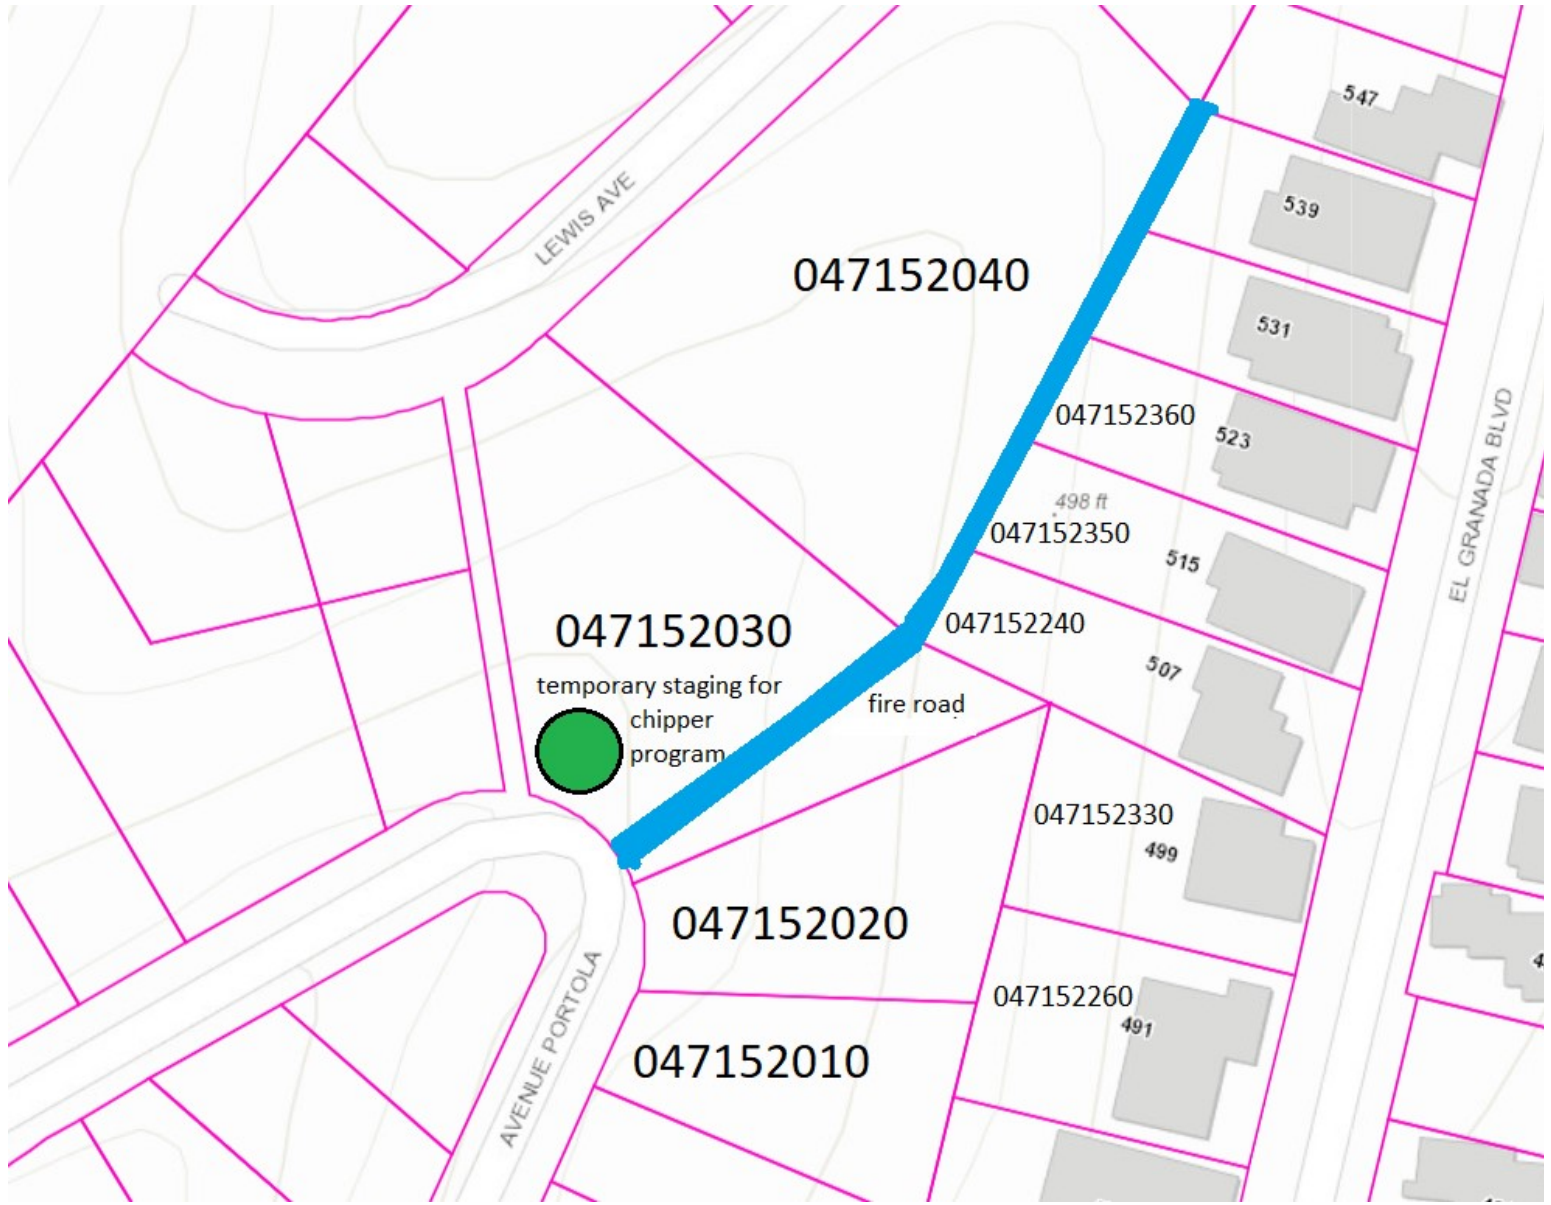 547
539
LEWIS AVE
047152040
531
047152360
523
498 ft
047152350
515
EL GRANADA BLVD
047152030
047152240
temporary staging for
chipper
program
507
fire road
047152330
499
047152020
047152260
491
AVENUE PORTOLA
047152010